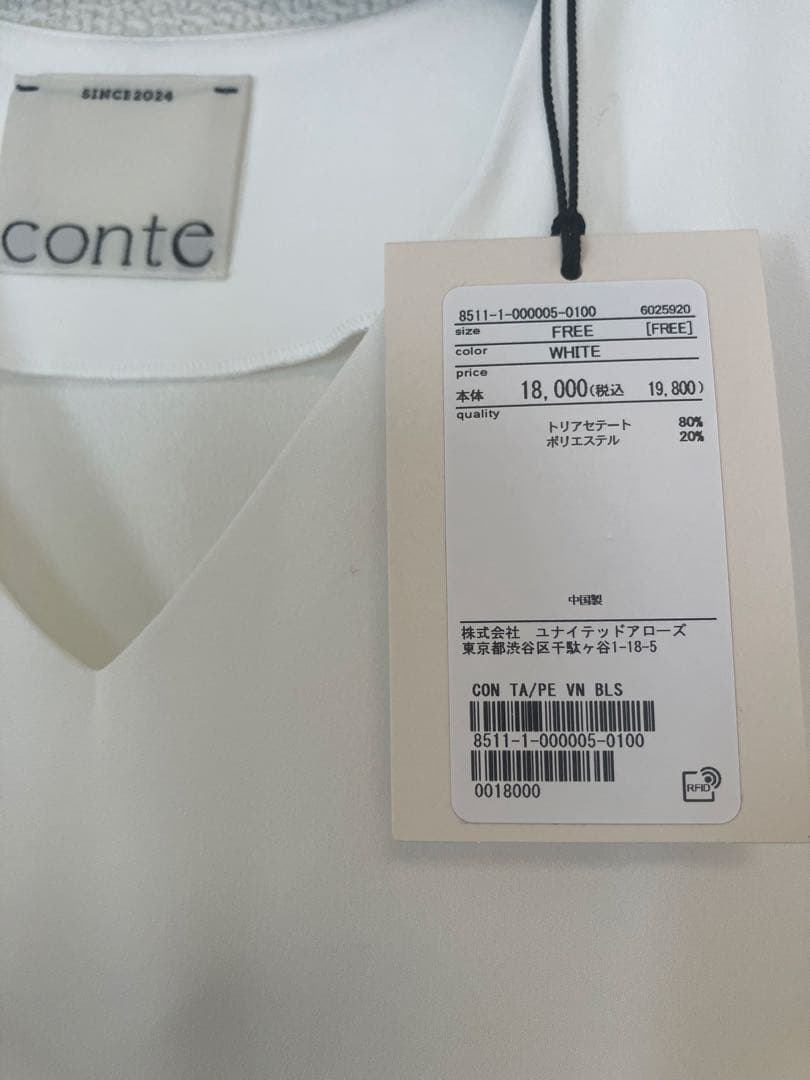 SINCE2024
conte
8511-1-000005-0100 6025920
size FREE [FREE]
color WHITE
price
本体 18,000(税込 19,800)
quality
トリアセテート 80%
ポリエステル 20%
中国製
株式会社 ユナイテッドアローズ
東京都渋谷区千駄ヶ谷1-18-5
CON TA/PE VN BLS
8511-1-000005-0100
0018000
RFID